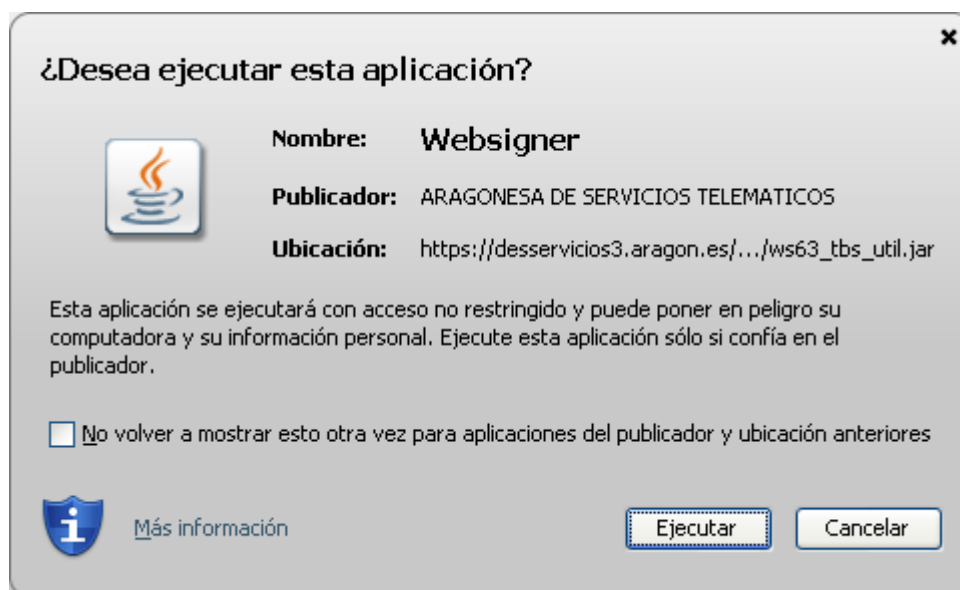 ¿Desea ejecutar esta aplicación?
Nombre: Websigner
Publicador: ARAGONESA DE SERVICIOS TELEMATICOS
Ubicación: https://desservicios3.aragon.es/.../ws63_tbs_util.jar
Esta aplicación se ejecutará con acceso no restringido y puede poner en peligro su
computadora y su información personal. Ejecute esta aplicación sólo si confía en el
publicador.
No volver a mostrar esto otra vez para aplicaciones del publicador y ubicación anteriores
Más información
Ejecutar
Cancelar